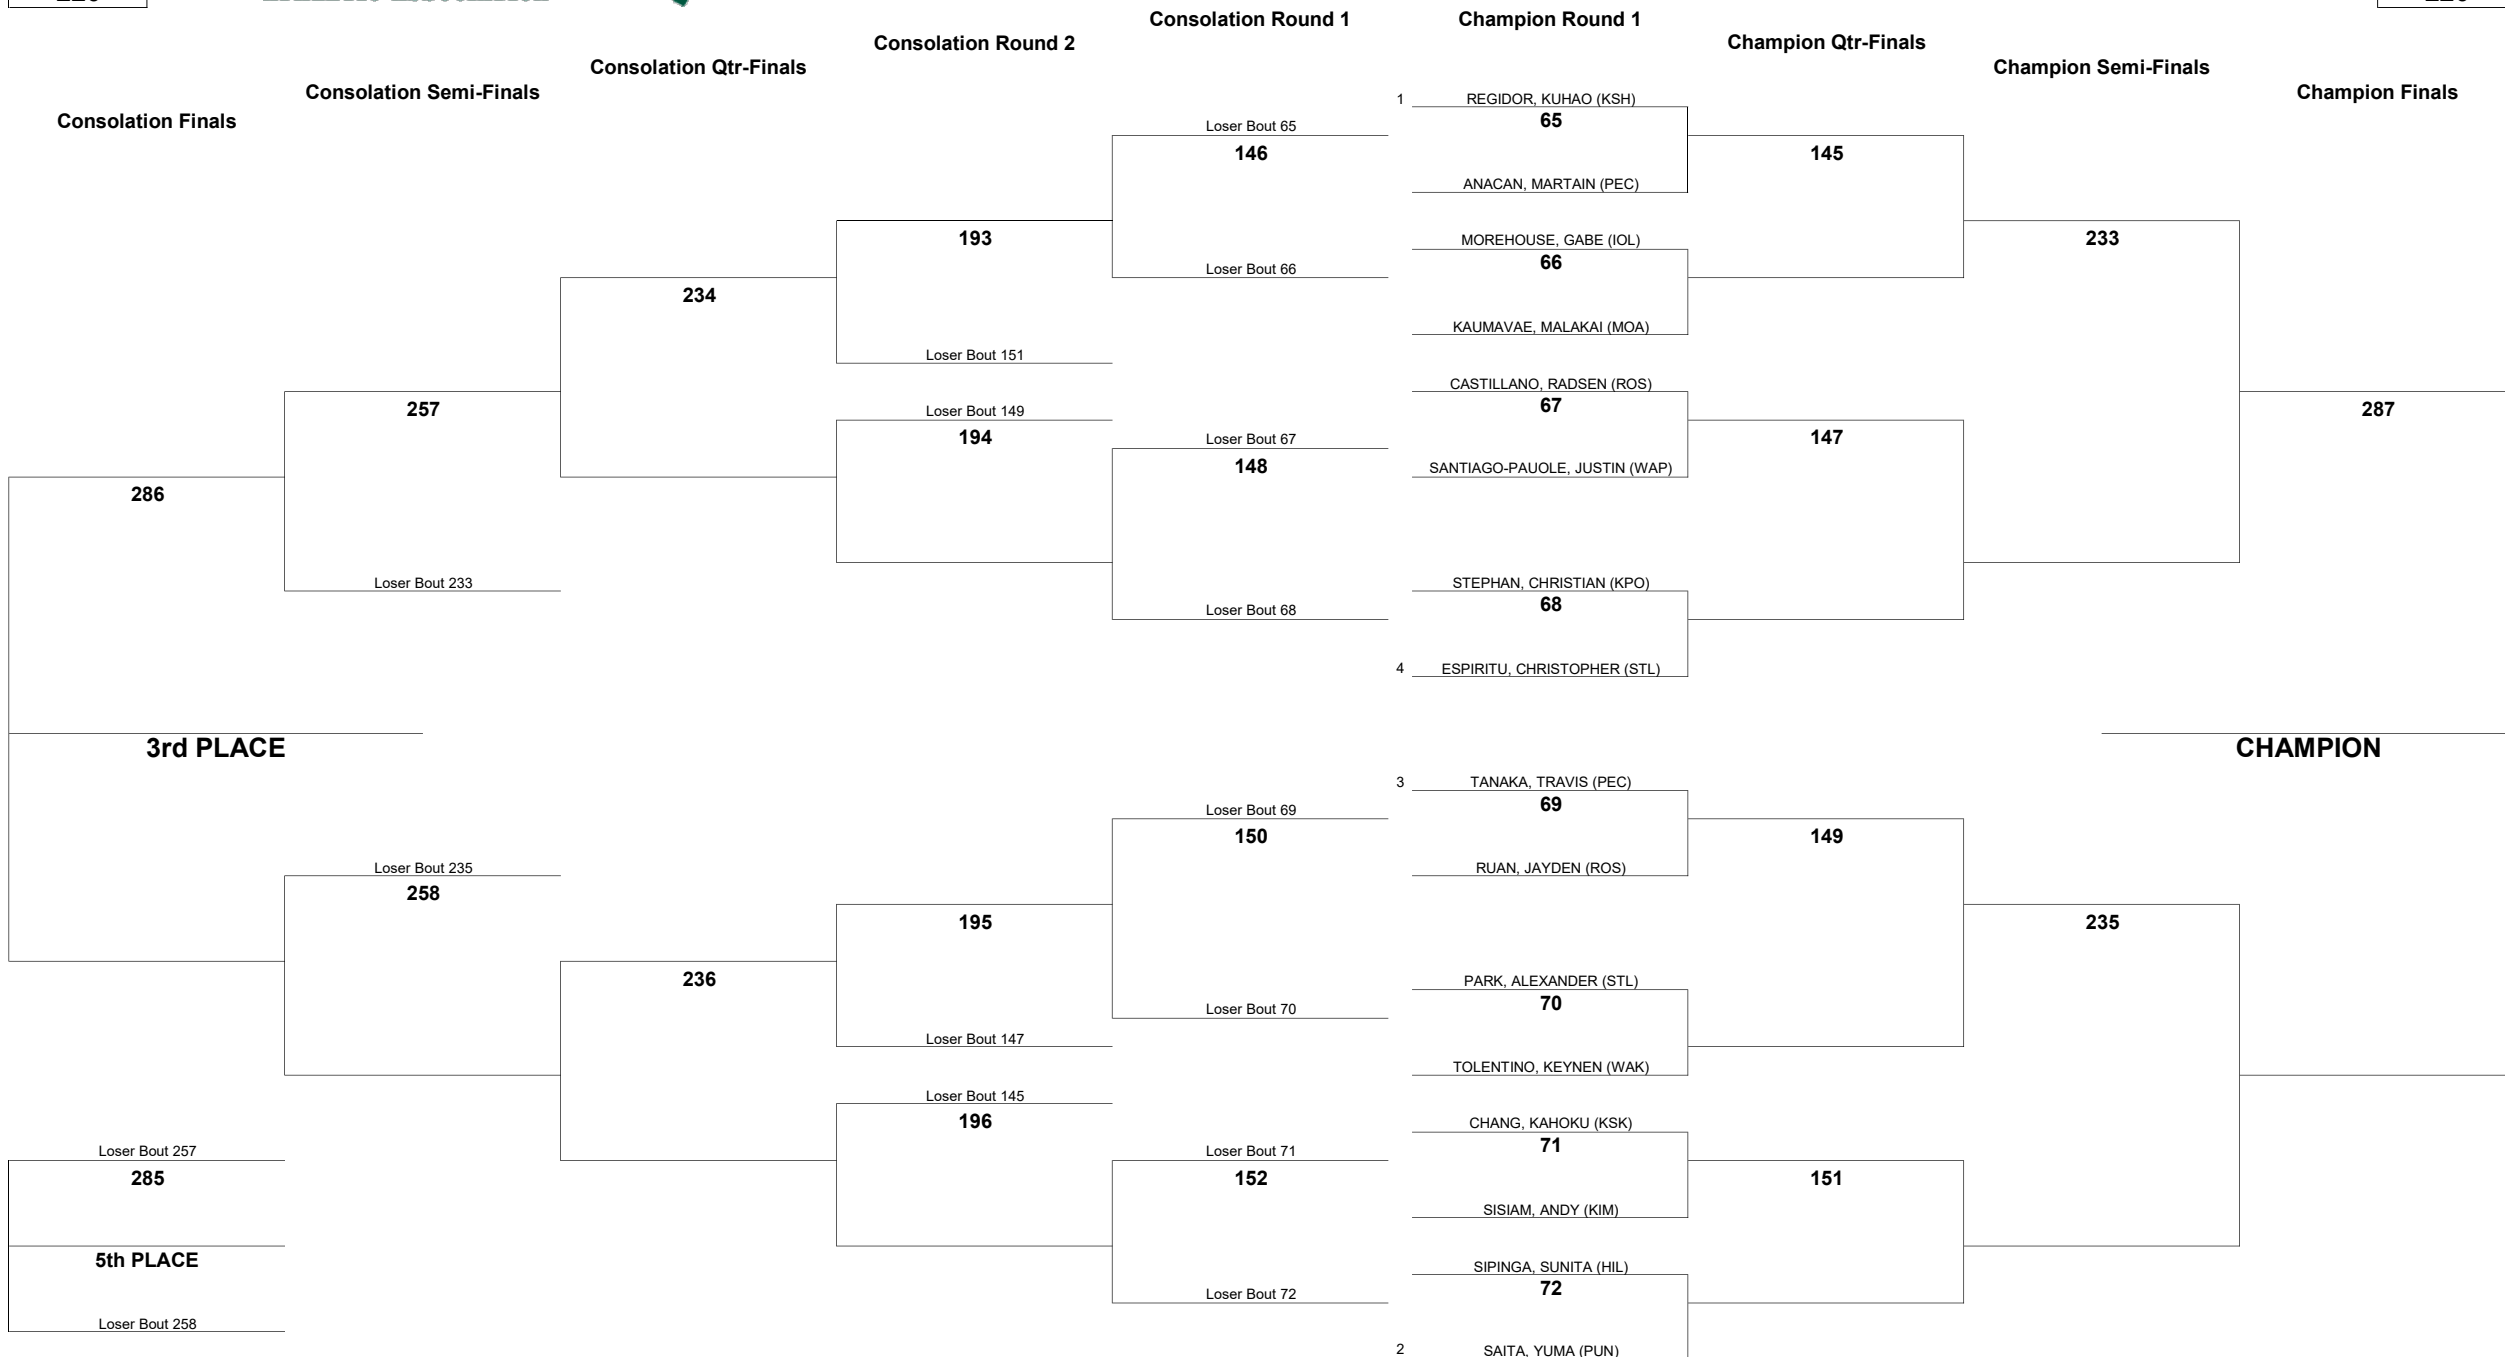 Consolation Round 1
Champion Round 1
Consolation Round 2
Champion Qtr-Finals
Consolation Qtr-Finals
Champion Semi-Finals
Consolation Semi-Finals
Champion Finals
Consolation Finals
1 REGIDOR, KUHAO (KSH)
65
Loser Bout 65
146
145
ANACAN, MARTAIN (PEC)
193
MOREHOUSE, GABE (IOL)
233
66
Loser Bout 66
234
KAUMAVAE, MALAKAI (MOA)
Loser Bout 151
CASTILLANO, RADSEN (ROS)
257
Loser Bout 149
67
287
194
Loser Bout 67
147
148
SANTIAGO-PAUOLE, JUSTIN (WAP)
286
Loser Bout 233
STEPHAN, CHRISTIAN (KPO)
68
Loser Bout 68
4 ESPIRITU, CHRISTOPHER (STL)
3rd PLACE
CHAMPION
3 TANAKA, TRAVIS (PEC)
69
Loser Bout 69
150
149
Loser Bout 235
RUAN, JAYDEN (ROS)
258
195
235
236
PARK, ALEXANDER (STL)
70
Loser Bout 70
Loser Bout 147
TOLENTINO, KEYNEN (WAK)
Loser Bout 145
196
CHANG, KAHOKU (KSK)
71
Loser Bout 257
Loser Bout 71
285
152
151
SISIAM, ANDY (KIM)
5th PLACE
SIPINGA, SUNITA (HIL)
72
Loser Bout 72
Loser Bout 258
2 SAITA, YUMA (PUN)